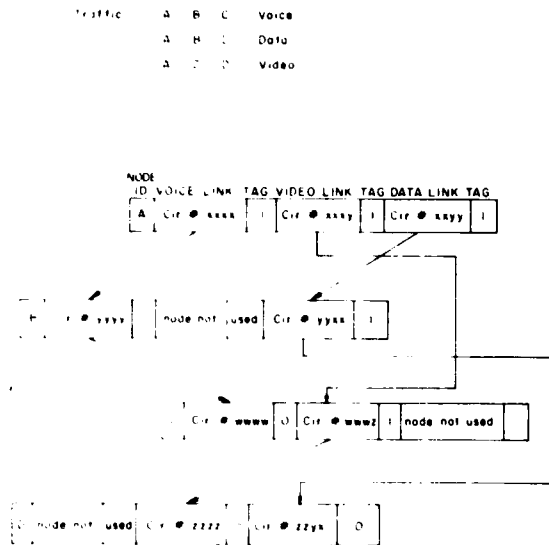 Traffic A B C Voice
A B Data
A D Video
NODE
ID VOICE LINK TAG VIDEO LINK TAG DATA LINK TAG
A Cir # xxxx 1 Cir # xxxy 1 Cir # xxyy 1
r # yyyy node not used Cir # yyxx 1
Cir # wwww 0 Cir # wwwz 1 node not used
node not used Cir # zzzz Cir # zzyx 0